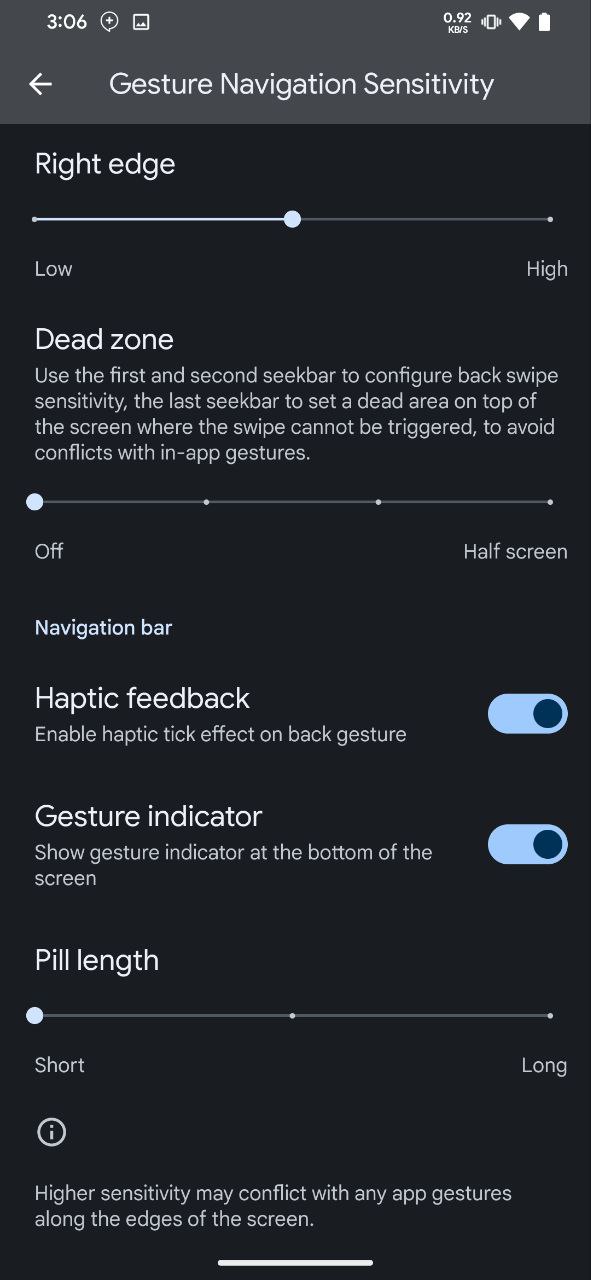 3:06
0.92
KB/S
Gesture Navigation Sensitivity
Right edge
Low
High
Dead zone
Use the first and second seekbar to configure back swipe
sensitivity, the last seekbar to set a dead area on top of
the screen where the swipe cannot be triggered, to avoid
conflicts with in-app gestures.
Off
Half screen
Navigation bar
Haptic feedback
Enable haptic tick effect on back gesture
Gesture indicator
Show gesture indicator at the bottom of the
screen
Pill length
Short
Long
Higher sensitivity may conflict with any app gestures
along the edges of the screen.